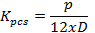 K_pcs = p / 12xD